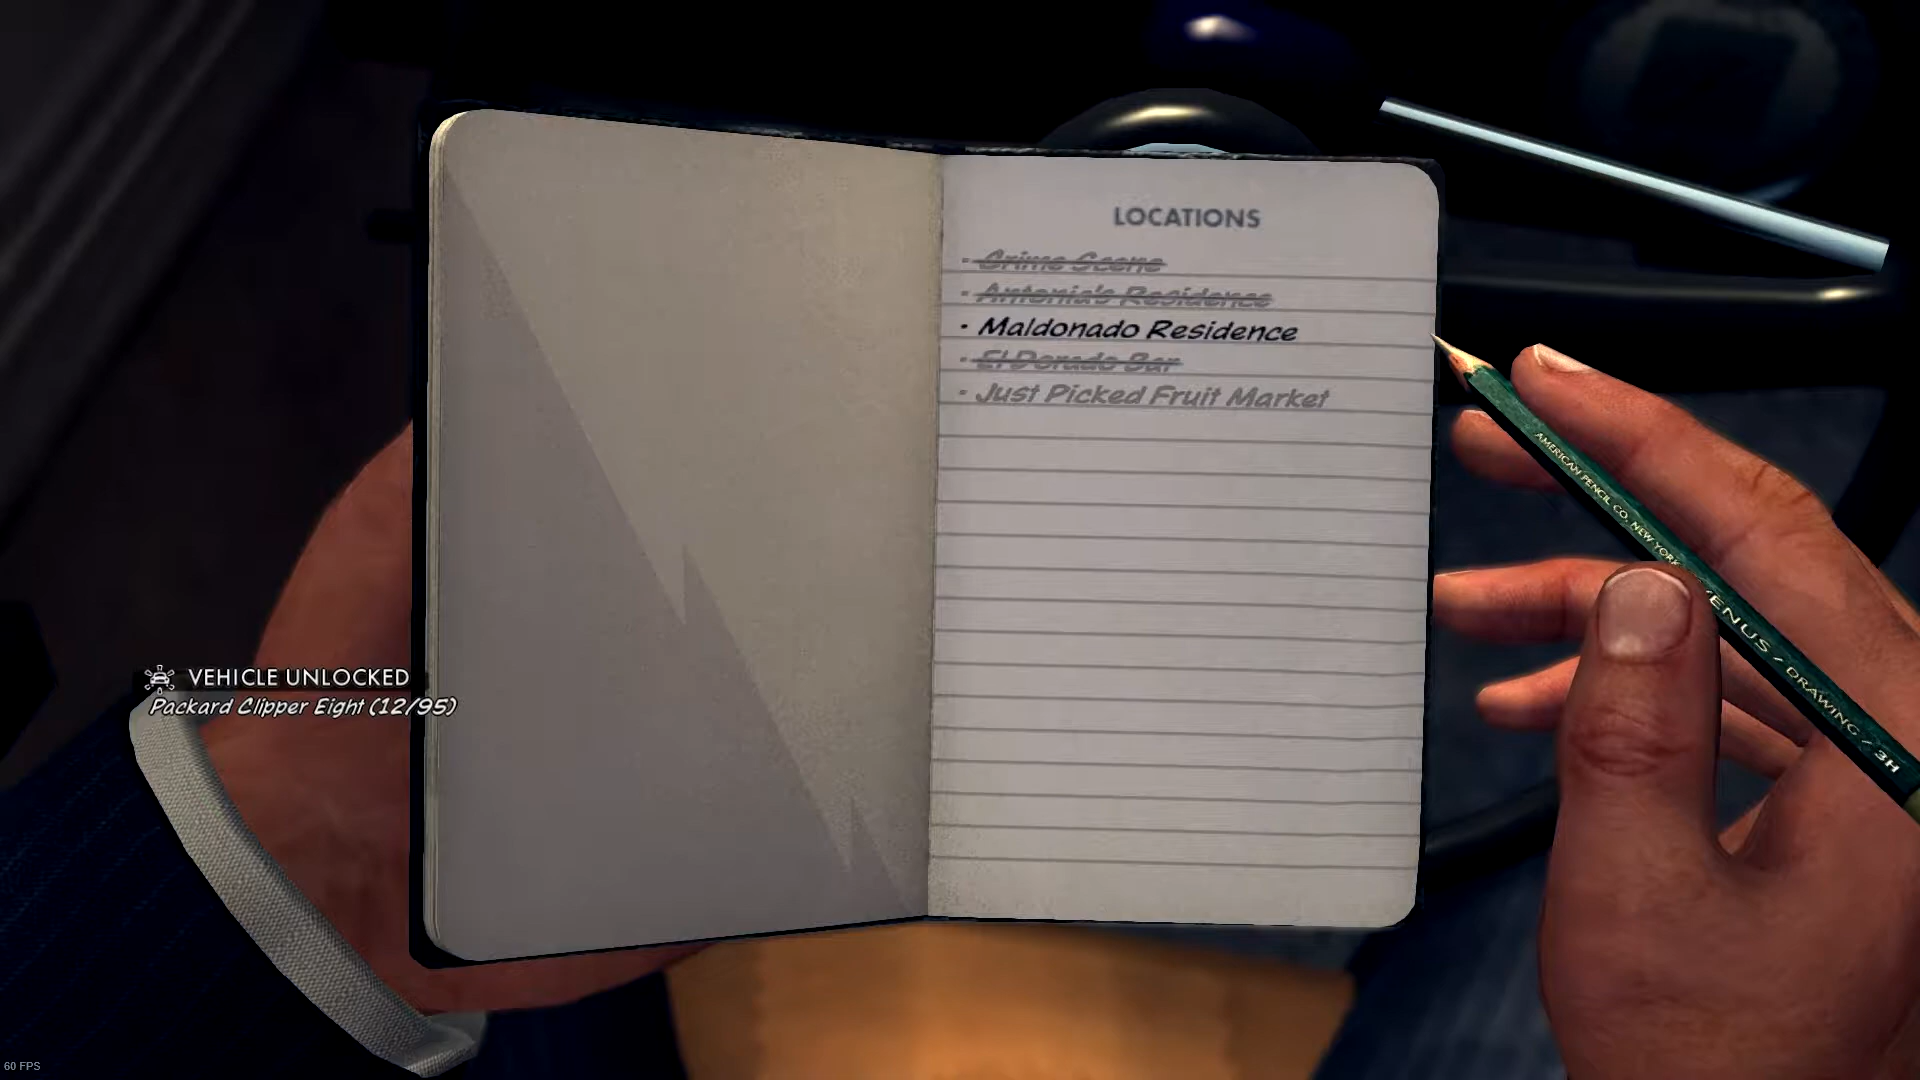 LOCATIONS
- Crime Scene
- Antonia's Residence
- Maldonado Residence
- El Dorado Bar
- Just Picked Fruit Market
AMERICAN PENCIL CO. NEW YORK
VENUS / DRAWING / 3H
VEHICLE UNLOCKED
Packard Clipper Eight (12/95)
60 FPS